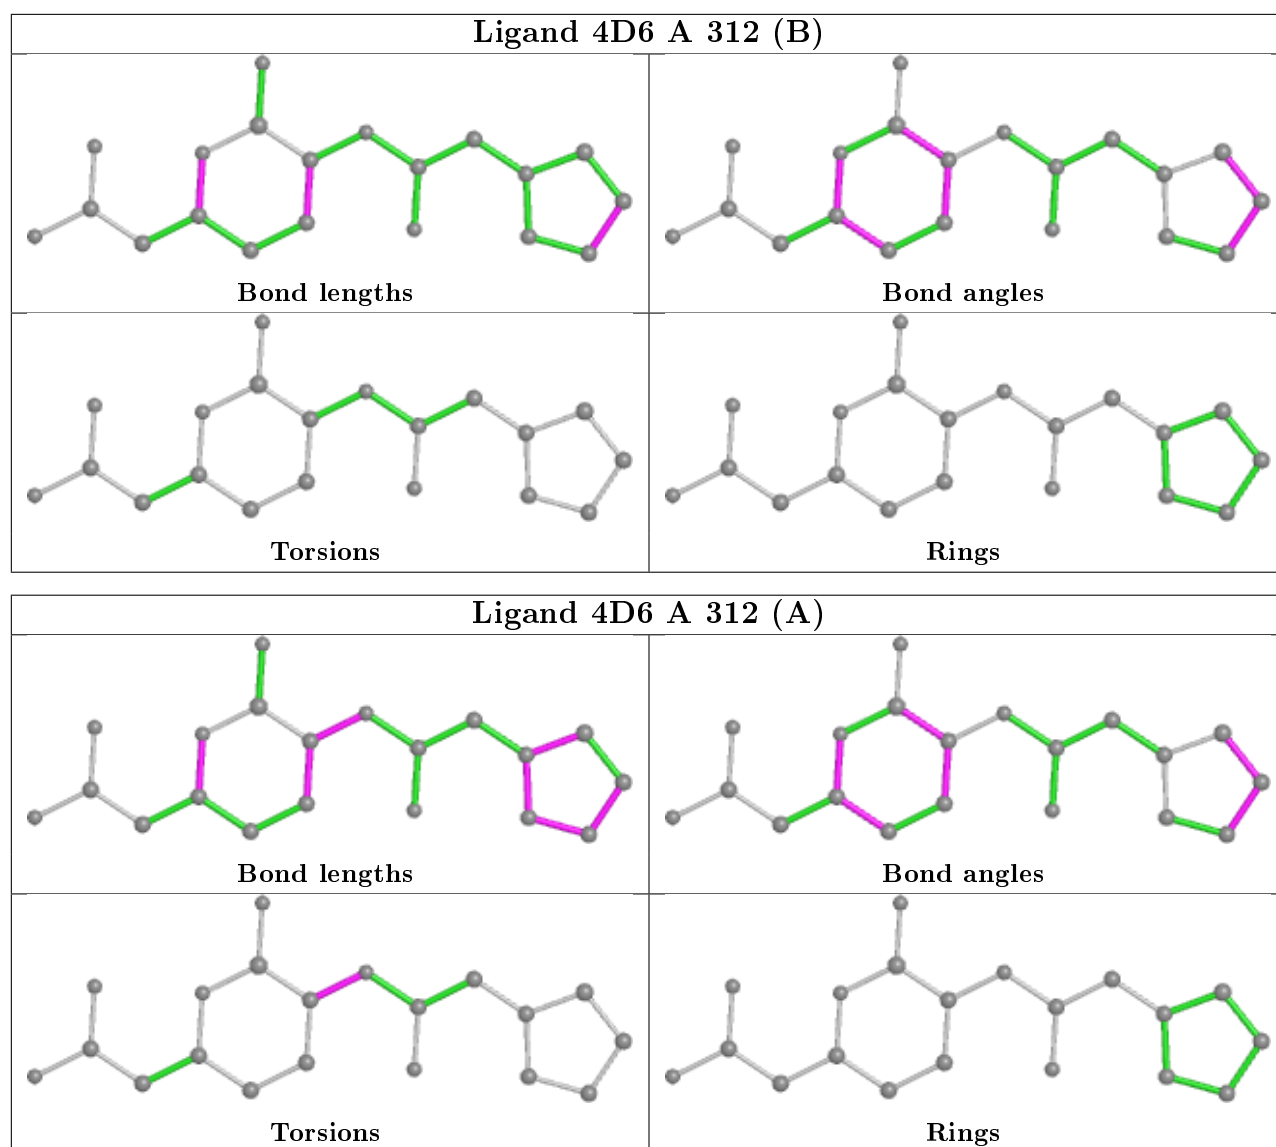 Ligand 4D6 A 312 (B)
Bond lengths
Bond angles
Torsions
Rings
Ligand 4D6 A 312 (A)
Bond lengths
Bond angles
Torsions
Rings